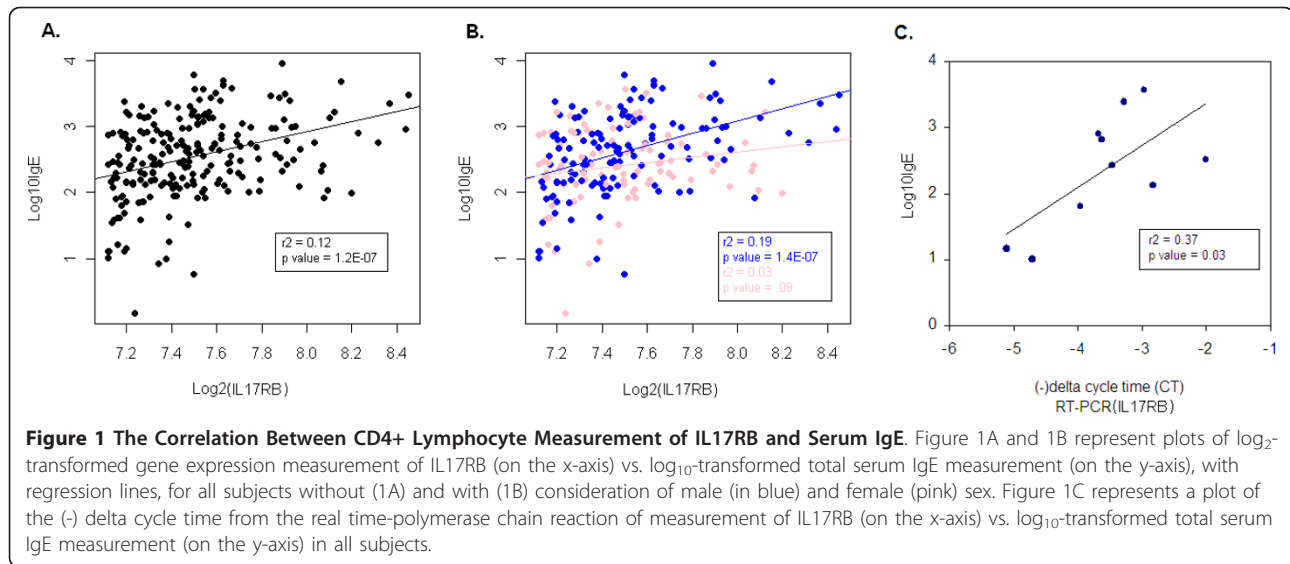 A.
4
3
2
1
Log10IgE
r2 = 0.12
p value = 1.2E-07
7.2 7.4 7.6 7.8 8.0 8.2 8.4
Log2(IL17RB)
B.
4
3
2
1
Log10IgE
r2 = 0.19
p value = 1.4E-07
r2 = 0.03
p value = .09
7.2 7.4 7.6 7.8 8.0 8.2 8.4
Log2(IL17RB)
C.
4
3
2
1
0
Log10IgE
r2 = 0.37
p value = 0.03
-6 -5 -4 -3 -2 -1
(-)delta cycle time (CT)
RT-PCR(IL17RB)
Figure 1 The Correlation Between CD4+ Lymphocyte Measurement of IL17RB and Serum IgE. Figure 1A and 1B represent plots of log2-
transformed gene expression measurement of IL17RB (on the x-axis) vs. log10-transformed total serum IgE measurement (on the y-axis), with
regression lines, for all subjects without (1A) and with (1B) consideration of male (in blue) and female (pink) sex. Figure 1C represents a plot of
the (-) delta cycle time from the real time-polymerase chain reaction of measurement of IL17RB (on the x-axis) vs. log10-transformed total serum
IgE measurement (on the y-axis) in all subjects.